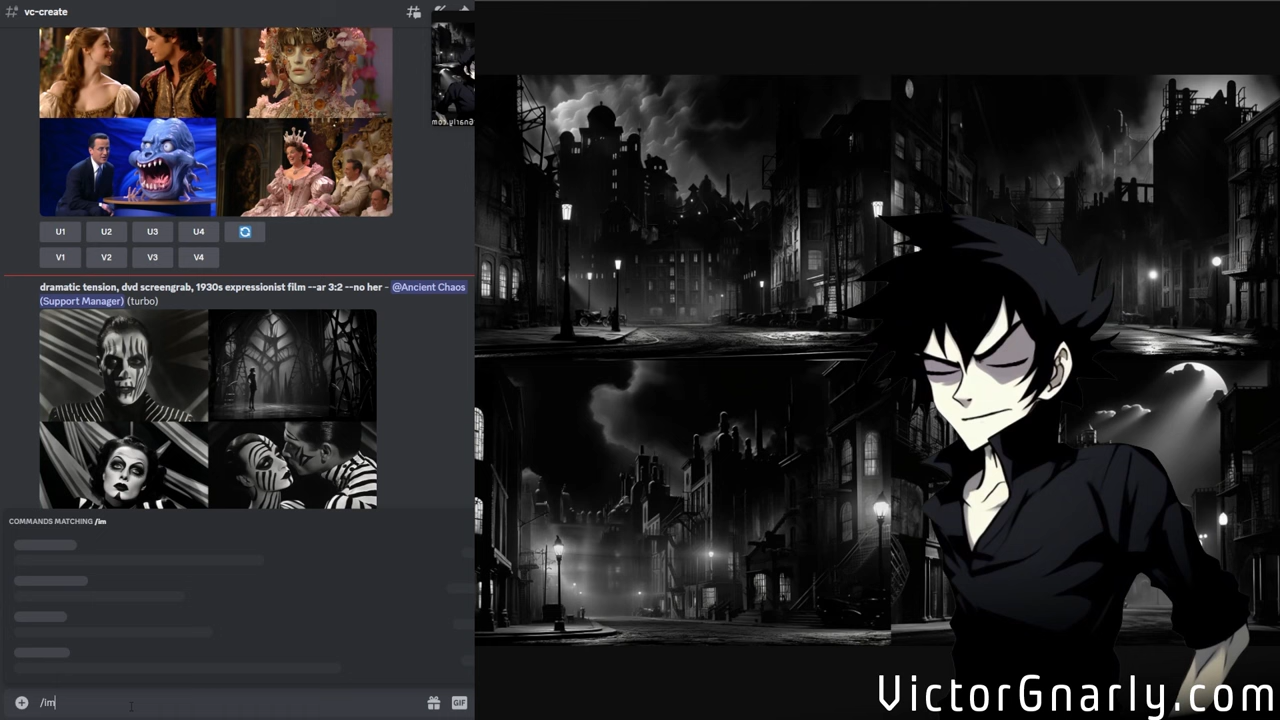 vc-create
U1 U2 U3 U4
V1 V2 V3 V4
dramatic tension, dvd screengrab, 1930s expressionist film --ar 3:2 --no her - @Ancient Chaos
(Support Manager) (turbo)
COMMANDS MATCHING /im
/im
GIF
VictorGnarly.com